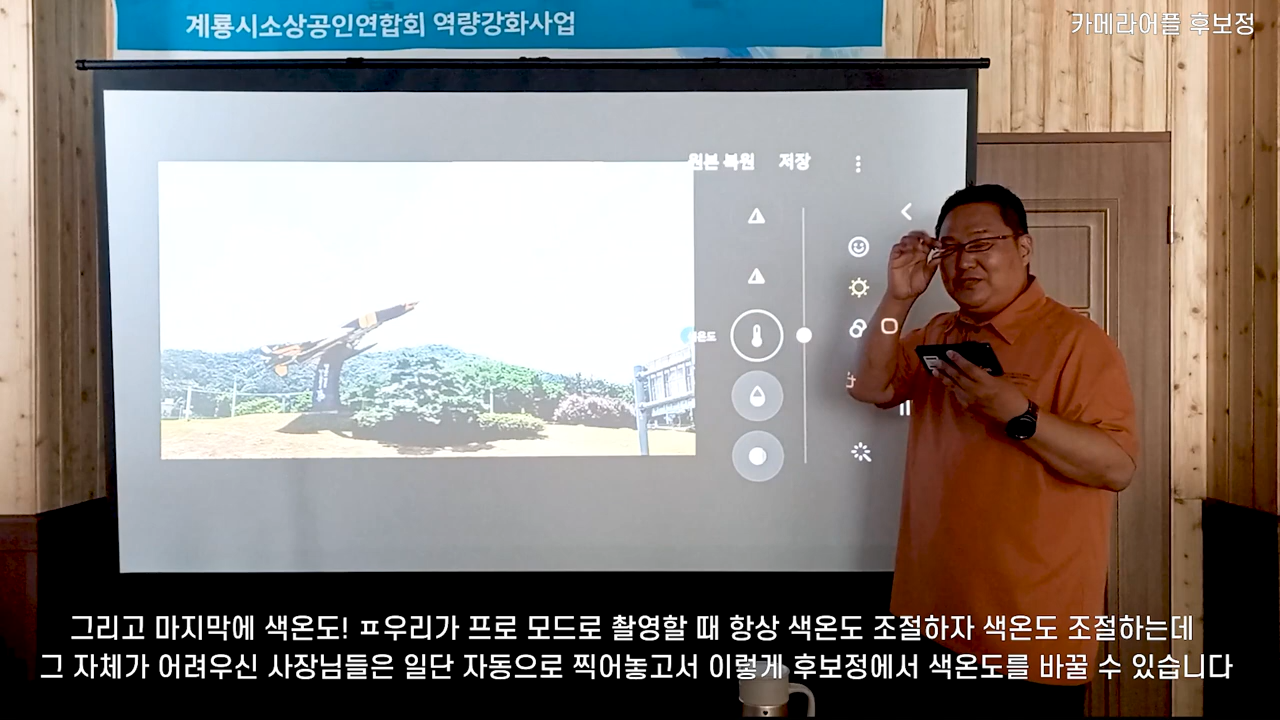 계룡시소상공인연합회 역량강화사업
카메라어플 후보정
원본 복원 저장
그리고 마지막에 색온도! ㅍ우리가 프로 모드로 촬영할 때 항상 색온도 조절하자 색온도 조절하는데
그 자체가 어려우신 사장님들은 일단 자동으로 찍어놓고서 이렇게 후보정에서 색온도를 바꿀 수 있습니다